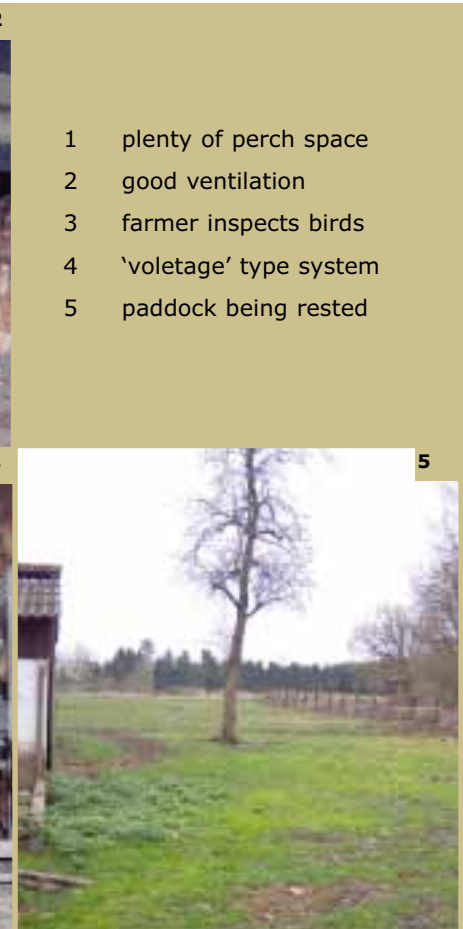 2
1 plenty of perch space
2 good ventilation
3 farmer inspects birds
4 ‘voletage’ type system
5 paddock being rested
5